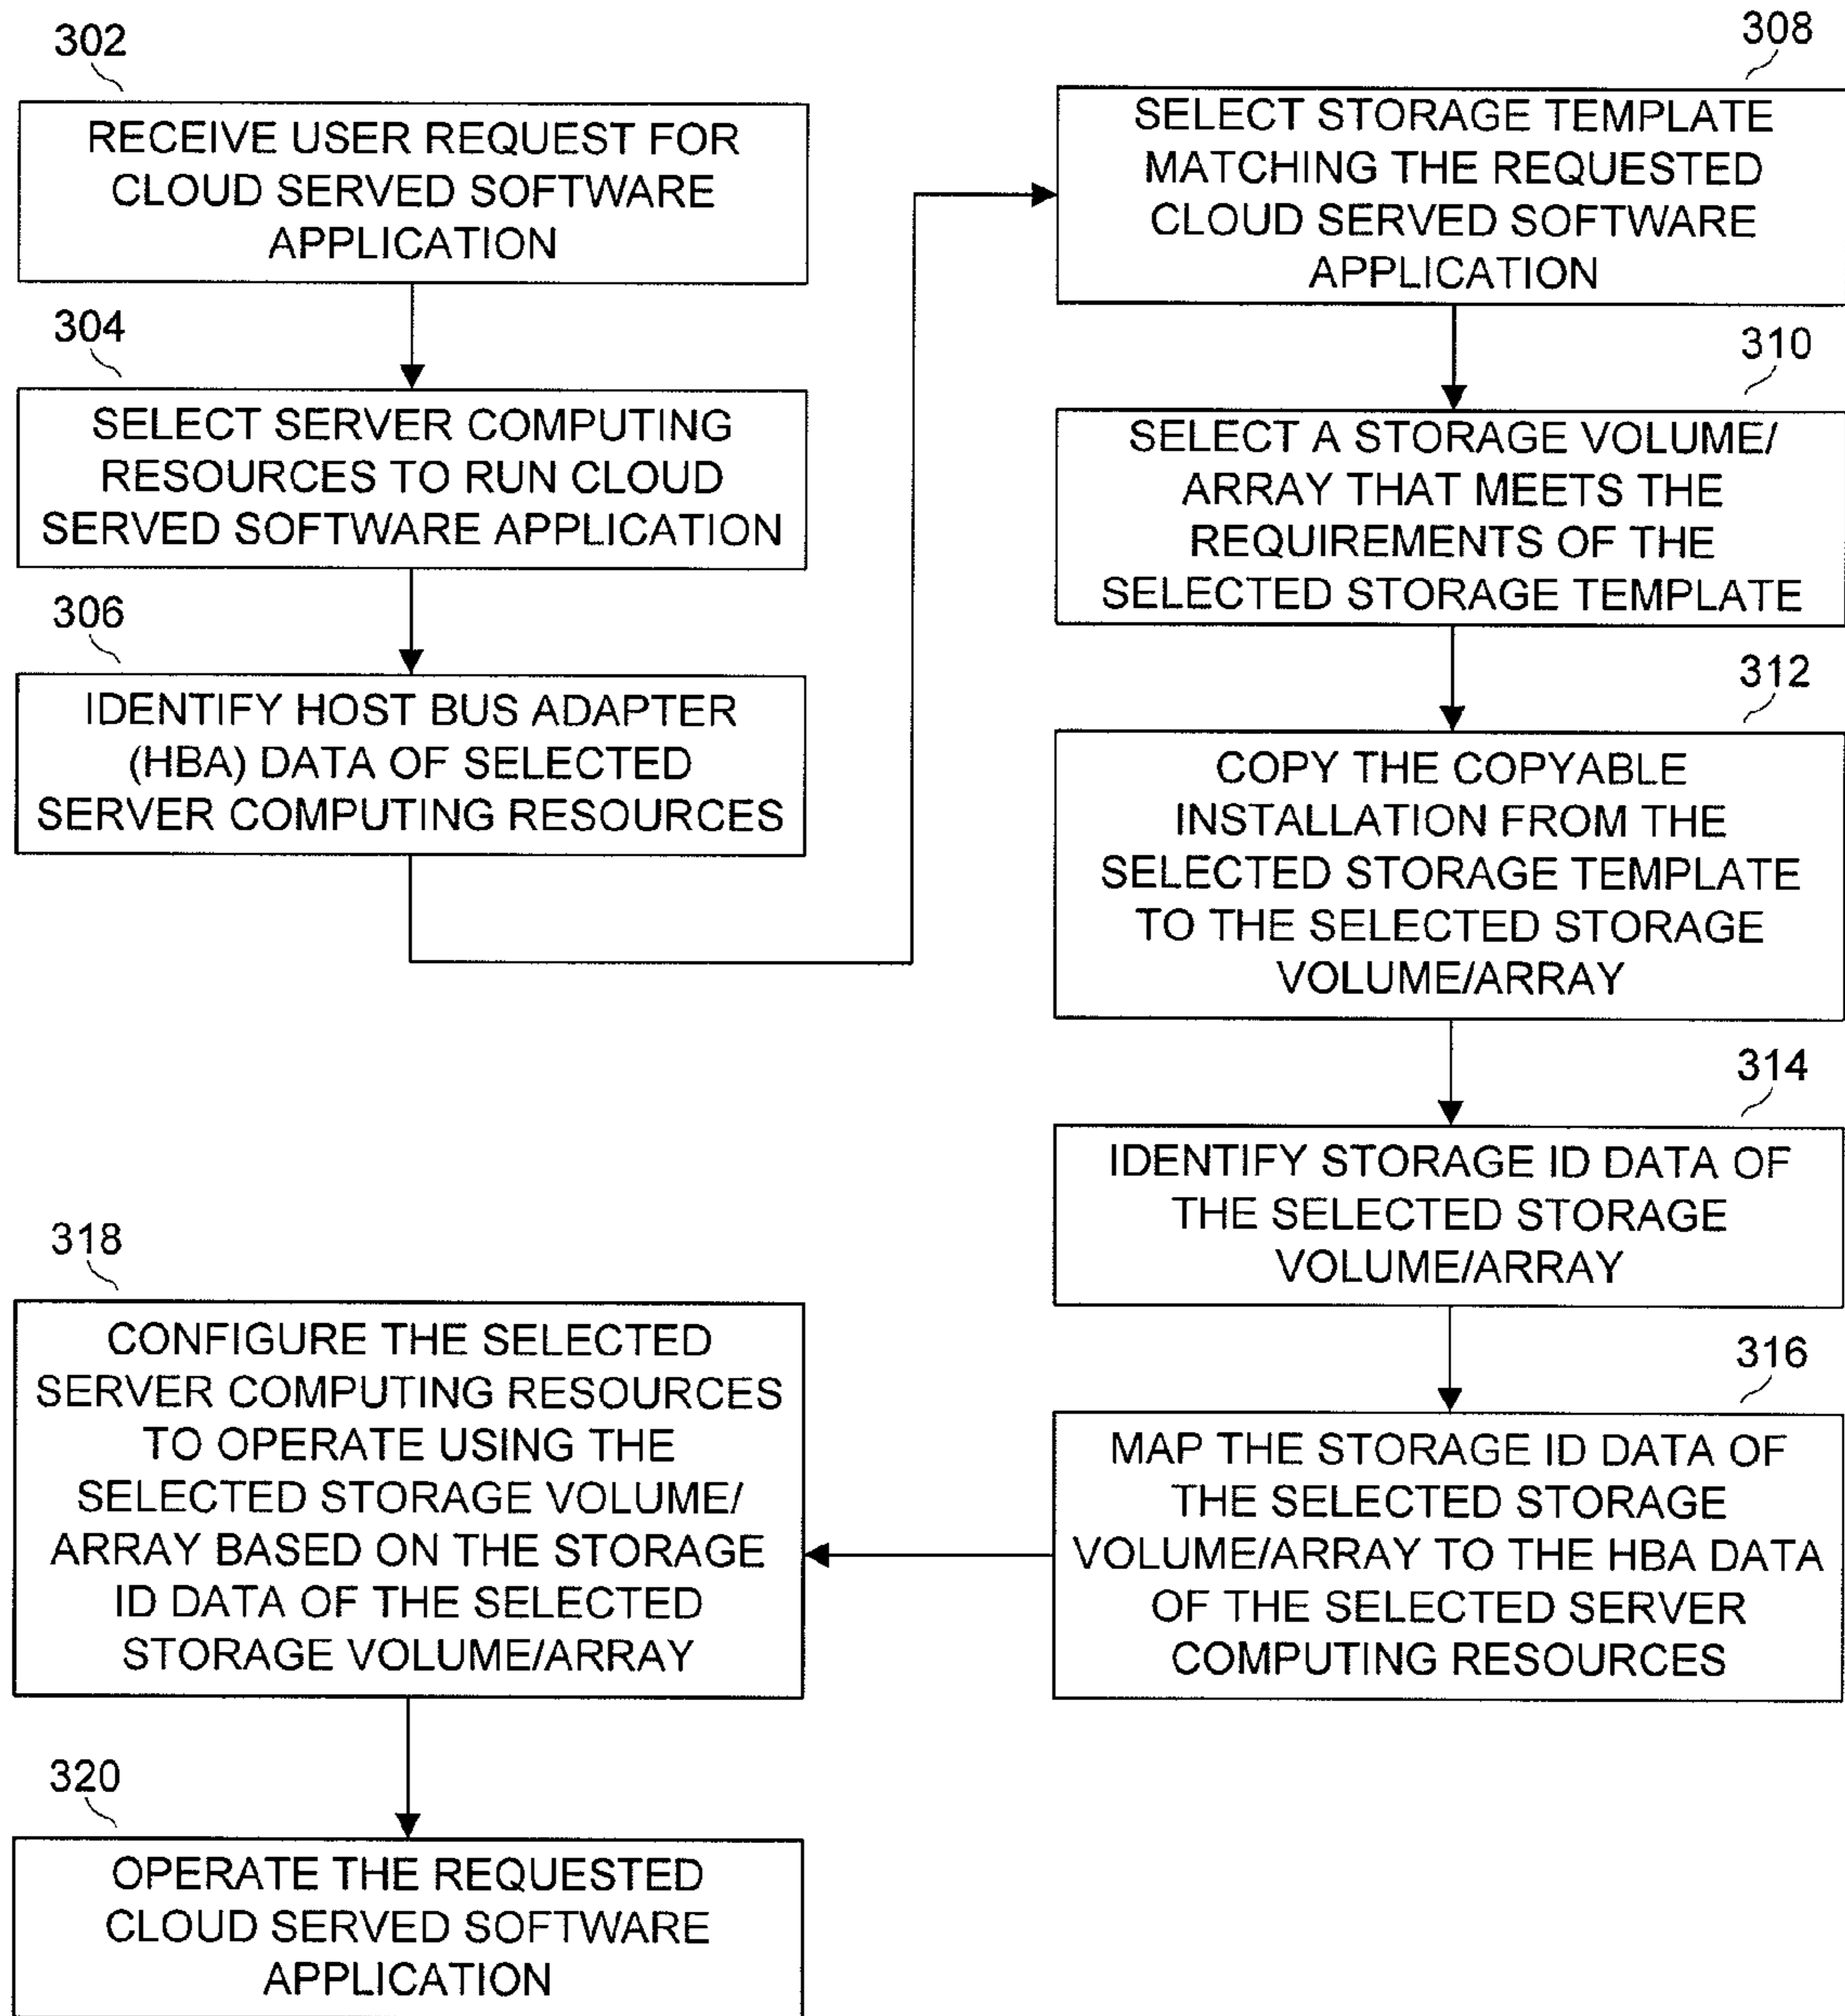 302
RECEIVE USER REQUEST FOR
CLOUD SERVED SOFTWARE
APPLICATION
304
SELECT SERVER COMPUTING
RESOURCES TO RUN CLOUD
SERVED SOFTWARE APPLICATION
306
IDENTIFY HOST BUS ADAPTER
(HBA) DATA OF SELECTED
SERVER COMPUTING RESOURCES
308
SELECT STORAGE TEMPLATE
MATCHING THE REQUESTED
CLOUD SERVED SOFTWARE
APPLICATION
310
SELECT A STORAGE VOLUME/
ARRAY THAT MEETS THE
REQUIREMENTS OF THE
SELECTED STORAGE TEMPLATE
312
COPY THE COPYABLE
INSTALLATION FROM THE
SELECTED STORAGE TEMPLATE
TO THE SELECTED STORAGE
VOLUME/ARRAY
314
IDENTIFY STORAGE ID DATA OF
THE SELECTED STORAGE
VOLUME/ARRAY
316
MAP THE STORAGE ID DATA OF
THE SELECTED STORAGE
VOLUME/ARRAY TO THE HBA DATA
OF THE SELECTED SERVER
COMPUTING RESOURCES
318
CONFIGURE THE SELECTED
SERVER COMPUTING RESOURCES
TO OPERATE USING THE
SELECTED STORAGE VOLUME/
ARRAY BASED ON THE STORAGE
ID DATA OF THE SELECTED
STORAGE VOLUME/ARRAY
320
OPERATE THE REQUESTED
CLOUD SERVED SOFTWARE
APPLICATION